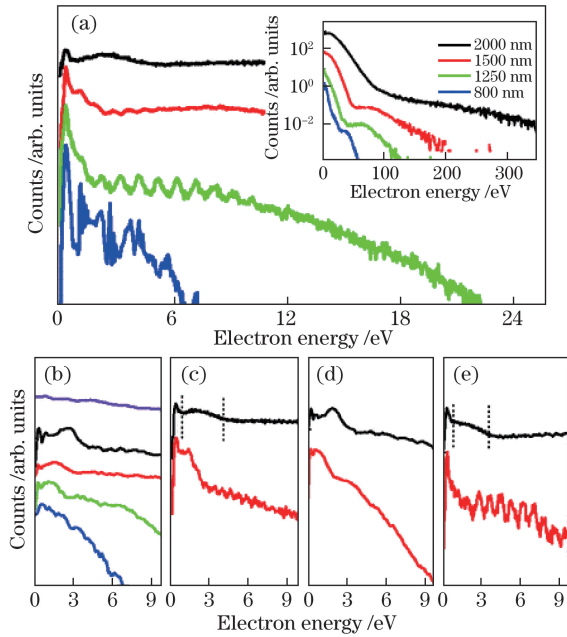 (a)
Counts /arb. units
0
6
12
18
24
Electron energy /eV
Counts /arb. units
10²
10⁰
10⁻²
0
100
200
300
Electron energy /eV
2000 nm
1500 nm
1250 nm
800 nm
(b)
(c)
(d)
(e)
Counts /arb. units
0 3 6 9
0 3 6 9
0 3 6 9
0 3 6 9
Electron energy /eV